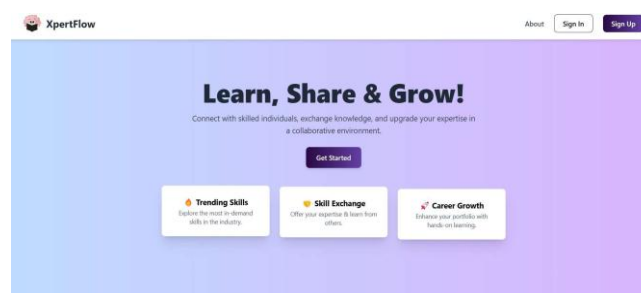 XpertFlow
About
Sign In
Sign Up
Learn, Share & Grow!
Connect with skilled individuals, exchange knowledge, and upgrade your expertise in
a collaborative environment.
Get Started
🔥 Trending Skills
Explore the most in-demand
skills in the industry.
🤝 Skill Exchange
Offer your expertise & learn from
others.
🚀 Career Growth
Enhance your portfolio with
hands-on learning.